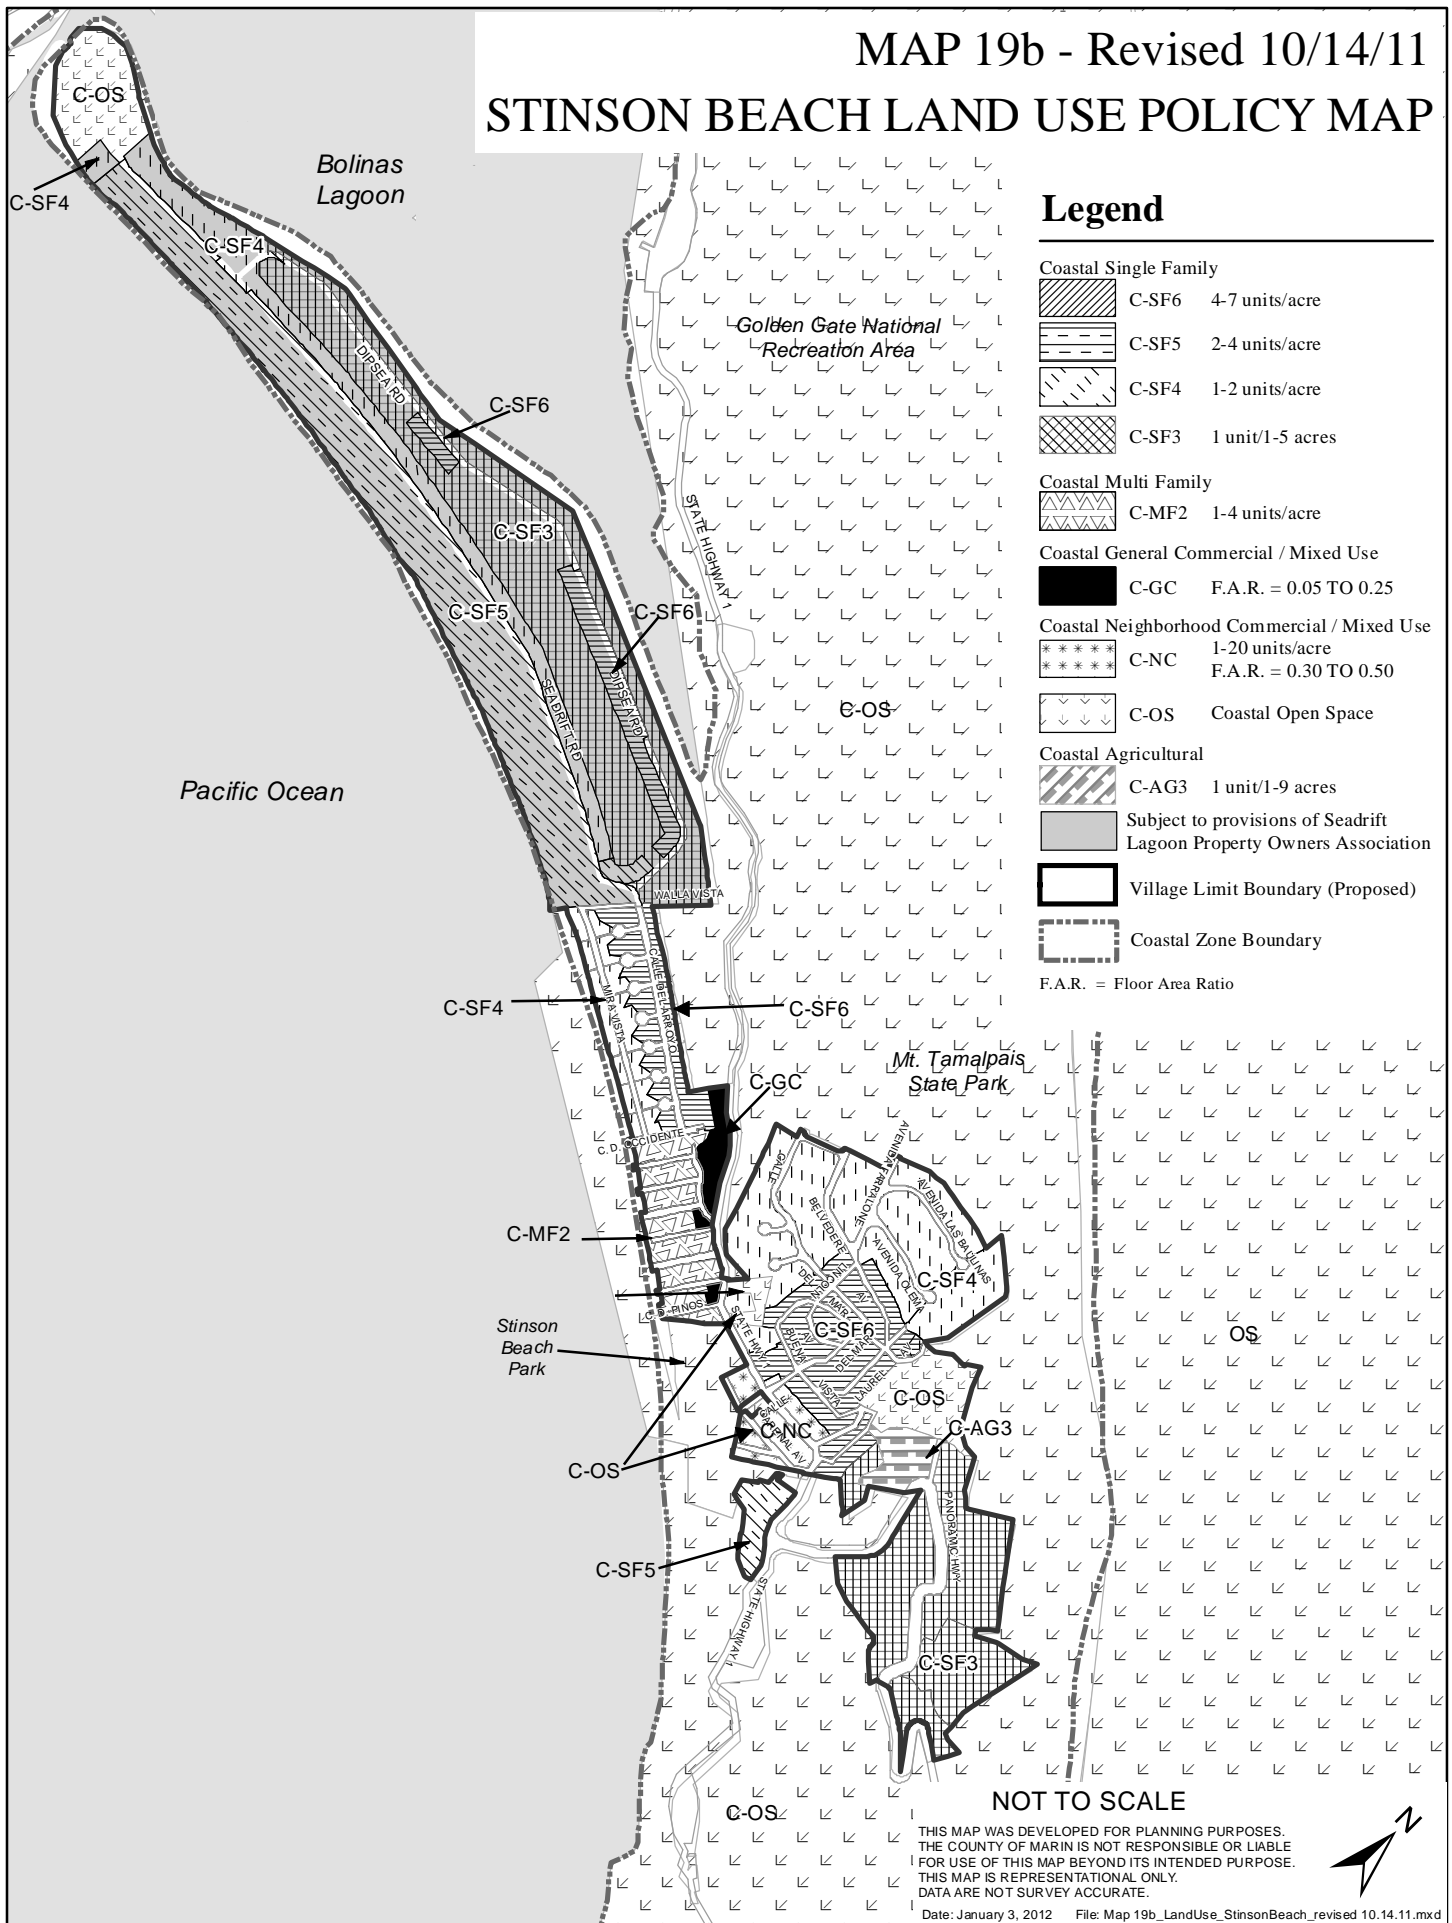 MAP 19b - Revised 10/14/11
STINSON BEACH LAND USE POLICY MAP
C-OS
Bolinas
Lagoon
C-SF4
C-SF4
Golden Gate National
Recreation Area
DIPSEA RD
C-SF6
STATE HIGHWAY 1
C-SF3
C-SF5
C-SF6
DIPSEA RD
SEADRIFT RD
C-OS
Pacific Ocean
WALLA VISTA
CALLE DEL ARROYO
MIRA VISTA
C-SF4
C-SF6
Mt. Tamalpais
State Park
C-GC
C. D. OCCIDENTE
CALLE
BELVEDERE
AVENIDA FARRALONE
AVENIDA LAS BAULINAS
AVENIDA OLEMA
C-MF2
C-SF4
DEL MAR
LINCOLN
AV
C. D. PINOS
STATE HWY 1
C-SF6
BUENA
AV
DEL MAR
VISTA
LAUREL AV
Stinson
Beach
Park
OS
C-OS
CALLE
C-NC
CARDINAL AV
C-AG3
C-OS
PANORAMIC HWY
C-SF5
STATE HIGHWAY 1
C-SF3
C-OS
Legend
Coastal Single Family
C-SF6 4-7 units/acre
C-SF5 2-4 units/acre
C-SF4 1-2 units/acre
C-SF3 1 unit/1-5 acres
Coastal Multi Family
C-MF2 1-4 units/acre
Coastal General Commercial / Mixed Use
C-GC F.A.R. = 0.05 TO 0.25
Coastal Neighborhood Commercial / Mixed Use
C-NC 1-20 units/acre
F.A.R. = 0.30 TO 0.50
C-OS Coastal Open Space
Coastal Agricultural
C-AG3 1 unit/1-9 acres
Subject to provisions of Seadrift
Lagoon Property Owners Association
Village Limit Boundary (Proposed)
Coastal Zone Boundary
F.A.R. = Floor Area Ratio
NOT TO SCALE
THIS MAP WAS DEVELOPED FOR PLANNING PURPOSES.
THE COUNTY OF MARIN IS NOT RESPONSIBLE OR LIABLE
FOR USE OF THIS MAP BEYOND ITS INTENDED PURPOSE.
THIS MAP IS REPRESENTATIONAL ONLY.
DATA ARE NOT SURVEY ACCURATE.
N
Date: January 3, 2012 File: Map 19b_LandUse_StinsonBeach_revised 10.14.11.mxd